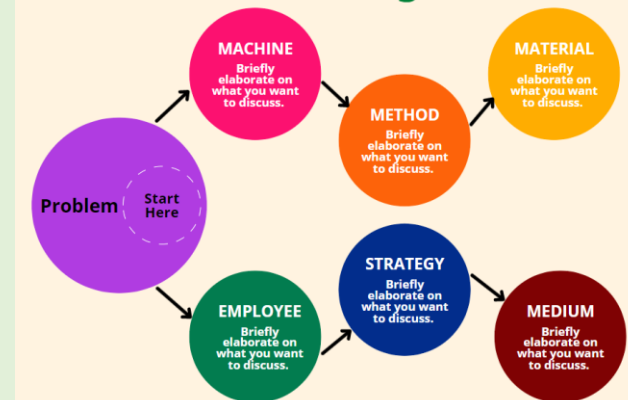 MACHINE
Briefly
elaborate on
what you want
to discuss.
MATERIAL
Briefly
elaborate on
what you want
to discuss.
METHOD
Briefly
elaborate on
what you want
to discuss.
Problem
Start
Here
STRATEGY
Briefly
elaborate on
what you want
to discuss.
EMPLOYEE
Briefly
elaborate on
what you want
to discuss.
MEDIUM
Briefly
elaborate on
what you want
to discuss.